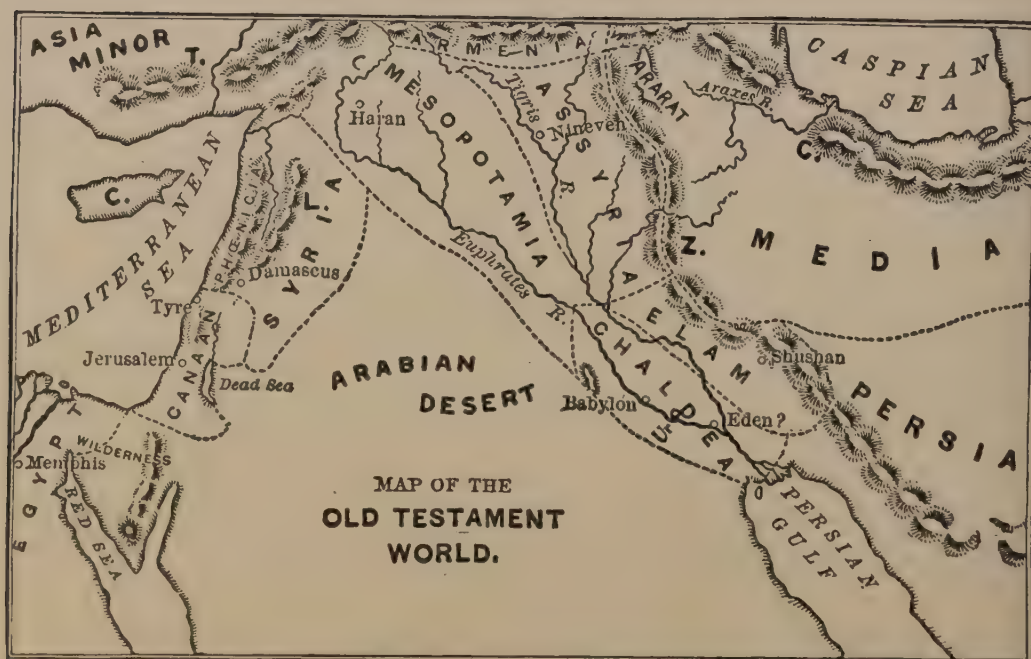 ASIA
MINOR
T.
ARMENIA
CASPIAN
SEA
ARARAT
Araxes R.
Haran
MESOPOTAMIA
Tigris
R.
Nineveh
ASSYRIA
C.
C.
MEDITERRANEAN
SEA
PHŒNICIA
L.
SYRIA
Damascus
Tyre
Z.
MEDIA
Euphrates
R.
ELAM
Shushan
CHALDEA
CANAAN
Jerusalem
Dead Sea
ARABIAN
DESERT
Babylon
Ur
Eden?
PERSIA
EGYPT
WILDERNESS
Memphis
RED SEA
PERSIAN
GULF
MAP OF THE
OLD TESTAMENT
WORLD.